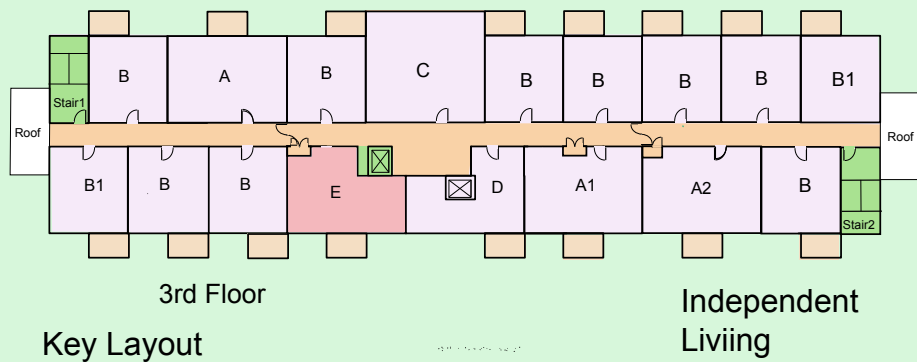 B A B C B B B B B1
Stair1
Roof Roof
B1 B B E D A1 A2 B
Stair2
3rd Floor
Independent
Liviing
Key Layout